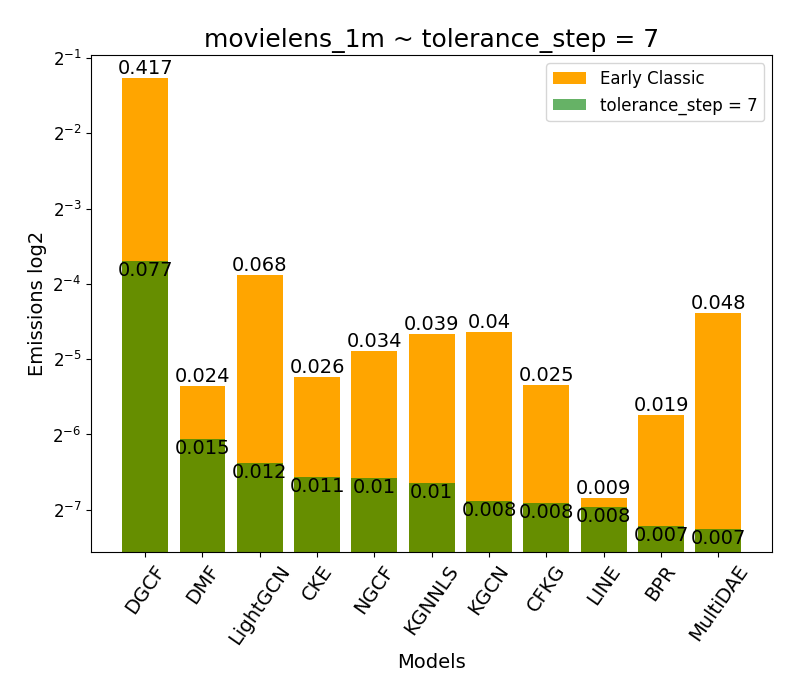 movielens_1m ~ tolerance_step = 7
Early Classic
tolerance_step = 7
Emissions log2
2⁻¹
2⁻²
2⁻³
2⁻⁴
2⁻⁵
2⁻⁶
2⁻⁷
0.417
0.024
0.068
0.026
0.034
0.039
0.04
0.025
0.009
0.019
0.048
0.077
0.015
0.012
0.011
0.01
0.01
0.008
0.008
0.008
0.007
0.007
DGCF
DMF
LightGCN
CKE
NGCF
KGNNLS
KGCN
CFKG
LINE
BPR
MultiDAE
Models